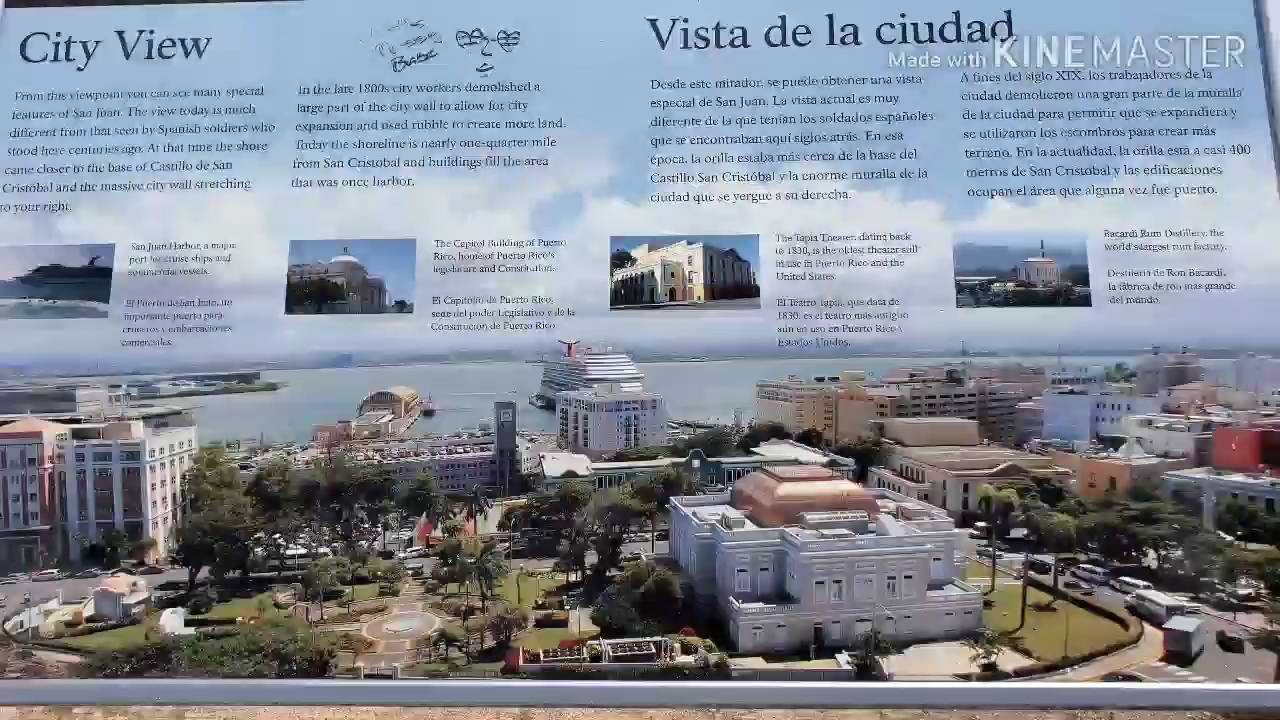 City View
Vista de la ciudad
Made with KINEMASTER
From this viewpoint you can see many special
features of San Juan. The view today is much
different from that seen by Spanish soldiers who
stood here centuries ago. At that time the shore
came closer to the base of Castillo de San
Cristóbal and the massive city wall stretching
to your right.
In the late 1800s city workers demolished a
large part of the city wall to allow for city
expansion and used rubble to create more land.
Today the shoreline is nearly one-quarter mile
from San Cristobal and buildings fill the area
that was once harbor.
Desde este mirador, se puede obtener una vista
especial de San Juan. La vista actual es muy
diferente de la que tenían los soldados españoles
que se encontraban aquí siglos atrás. En esa
época, la orilla estaba más cerca de la base del
Castillo San Cristóbal y la enorme muralla de la
ciudad que se yergue a su derecha.
A fines del siglo XIX, los trabajadores de la
ciudad demolieron una gran parte de la muralla
de la ciudad para permitir que se expandiera y
se utilizaron los escombros para crear más
terreno. En la actualidad, la orilla está a casi 400
metros de San Cristóbal y las edificaciones
ocupan el área que alguna vez fue puerto.
San Juan Harbor, a major
port for cruise ships and
commercial vessels.
El Puerto de San Juan, un
importante puerto para
cruceros y embarcaciones
comerciales.
The Capitol Building of Puerto
Rico, home of Puerto Rico's
legislature and Constitution.
El Capitolio de Puerto Rico,
sede del poder Legislativo y de la
Constitución de Puerto Rico.
The Tapia Theater, dating back
to 1830, is the oldest theater still
in use in Puerto Rico and the
United States.
El Teatro Tapia, que data de
1830, es el teatro más antiguo
aún en uso en Puerto Rico y
Estados Unidos.
Bacardi Rum Distillery, the
world's largest rum factory.
Destilería de Ron Bacardi,
la fábrica de ron más grande
del mundo.